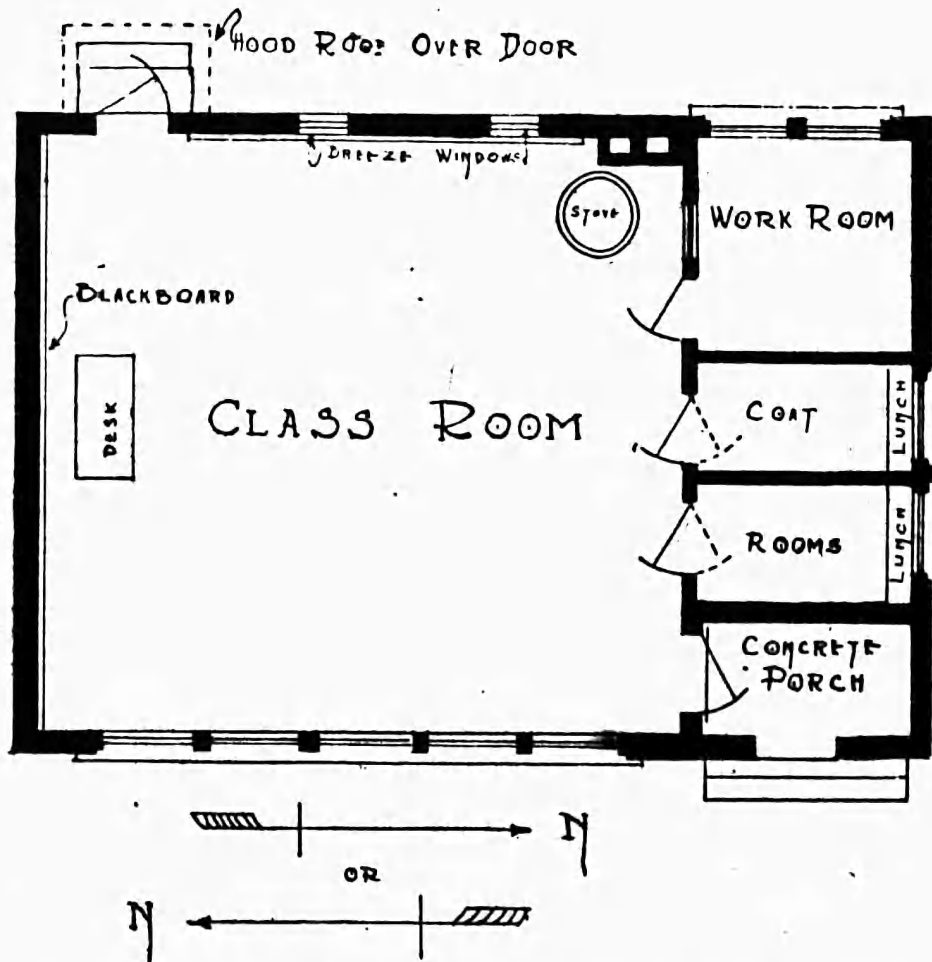 HOOD ROOF OVER DOOR
BREEZE WINDOWS
STOVE
WORK ROOM
BLACKBOARD
DESK
CLASS ROOM
COAT
LUNCH
ROOMS
LUNCH
CONCRETE
PORCH
N
OR
N